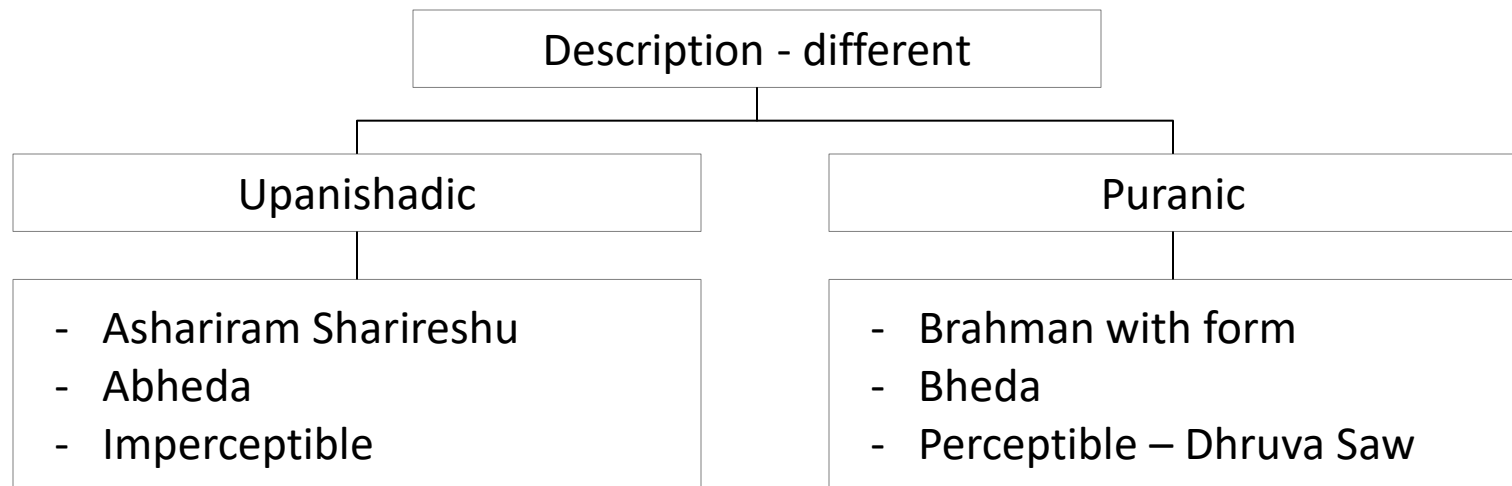 Description - different
Upanishadic
- Ashariram Sharireshu
- Abheda
- Imperceptible
Puranic
- Brahman with form
- Bheda
- Perceptible – Dhruva Saw